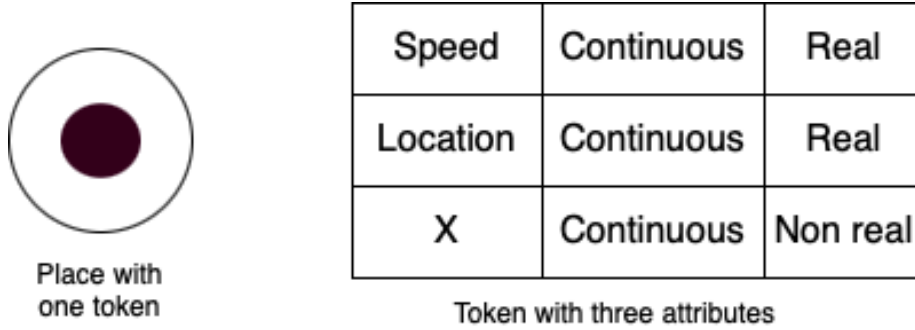 Speed Continuous Real
Location Continuous Real
X Continuous Non real
Place with
one token
Token with three attributes